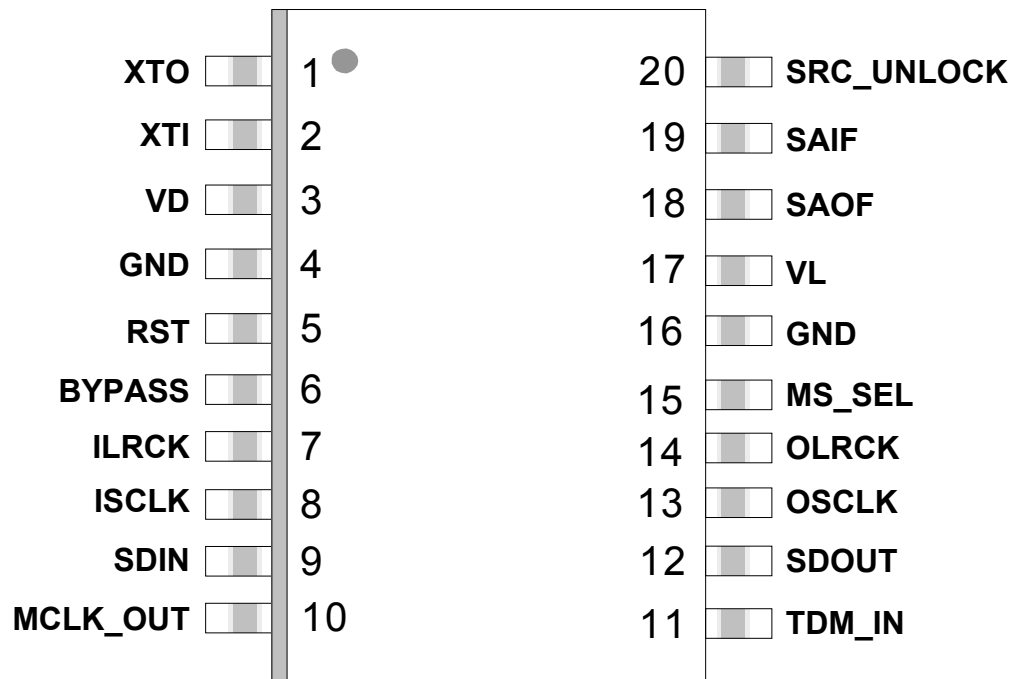 XTO 1 20 SRC_UNLOCK
XTI 2 19 SAIF
VD 3 18 SAOF
GND 4 17 VL
RST 5 16 GND
BYPASS 6 15 MS_SEL
ILRCK 7 14 OLRCK
ISCLK 8 13 OSCLK
SDIN 9 12 SDOUT
MCLK_OUT 10 11 TDM_IN